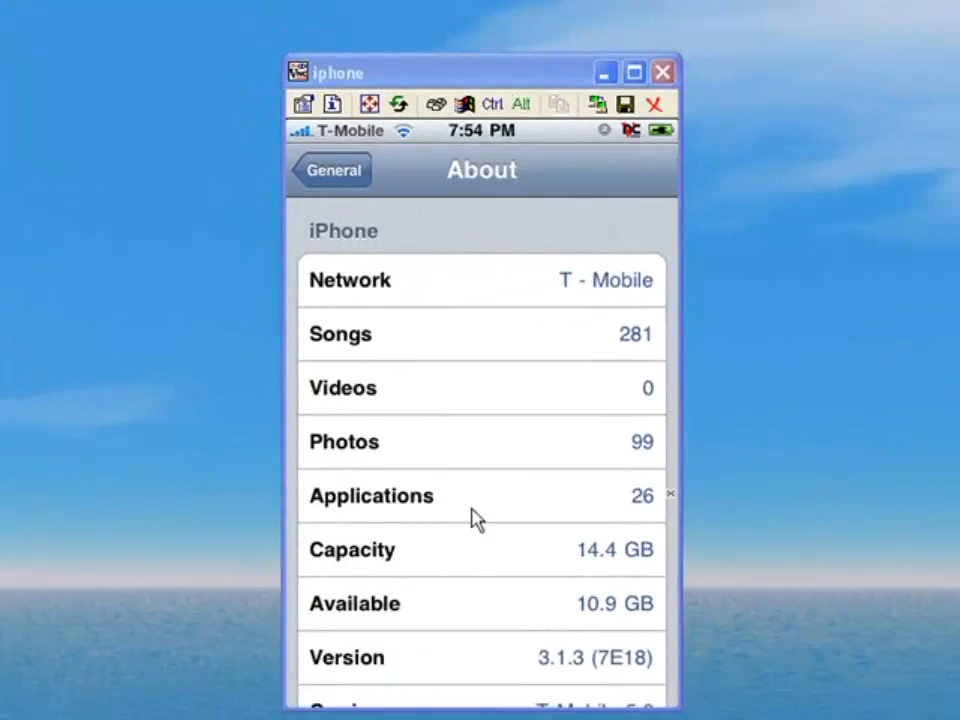 iphone
Ctrl Alt
T-Mobile 7:54 PM
General About
iPhone
Network T - Mobile
Songs 281
Videos 0
Photos 99
Applications 26
Capacity 14.4 GB
Available 10.9 GB
Version 3.1.3 (7E18)